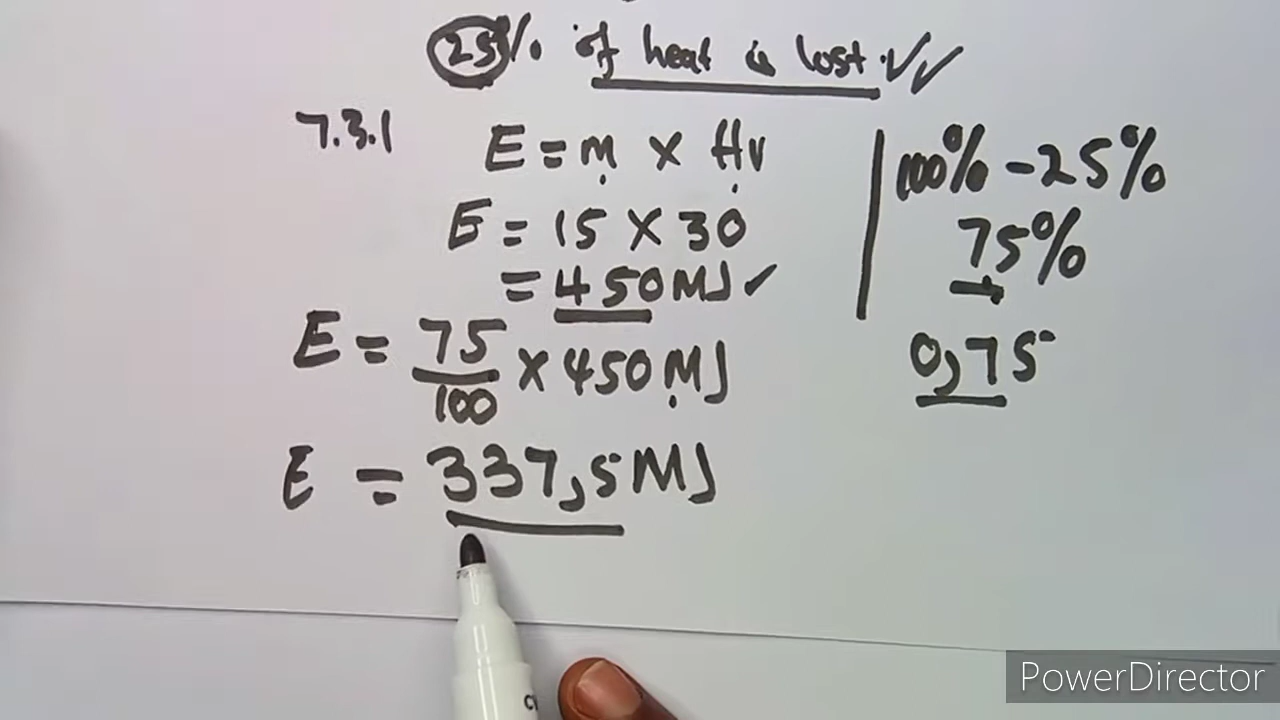 25% of heat is lost.✓✓
7.3.1
E = m × Hv
E = 15 × 30
= 450MJ ✓
E = 75/100 × 450MJ
E = 337,5MJ
100% - 25%
75%
0,75
PowerDirector